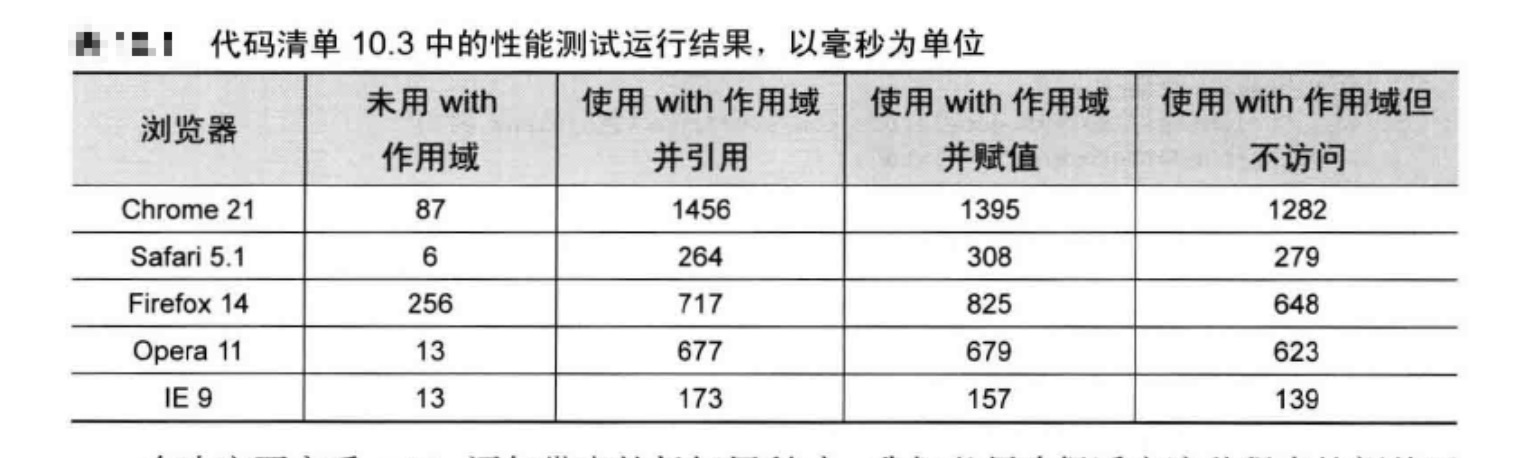 代码清单 10.3 中的性能测试运行结果，以毫秒为单位
浏览器 未用 with 作用域 使用 with 作用域并引用 使用 with 作用域并赋值 使用 with 作用域但不访问
Chrome 21 87 1456 1395 1282
Safari 5.1 6 264 308 279
Firefox 14 256 717 825 648
Opera 11 13 677 679 623
IE 9 13 173 157 139